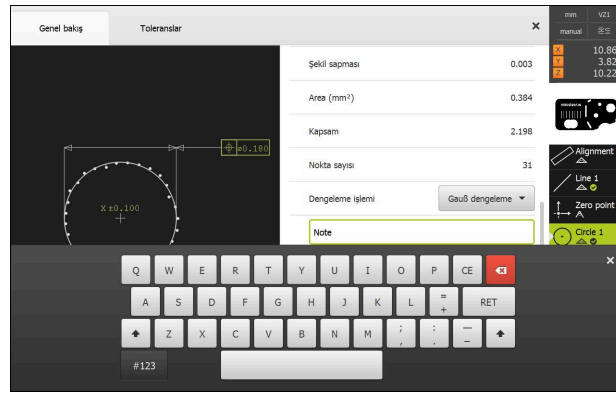 Genel bakış
Toleranslar
mm VZ1
manual
X 10.86
Y 3.82
Z 10.22
Şekil sapması 0.003
Area (mm²) 0.384
Kapsam 2.198
Nokta sayısı 31
Dengeleme işlemi Gauß dengeleme
Note
ø0.180
X±0.100
Alignment
Line 1
Zero point
Circle 1
Q W E R T Y U I O P CE
A S D F G H J K L = + RET
Z X C V B N M ; , : . _ –
#123